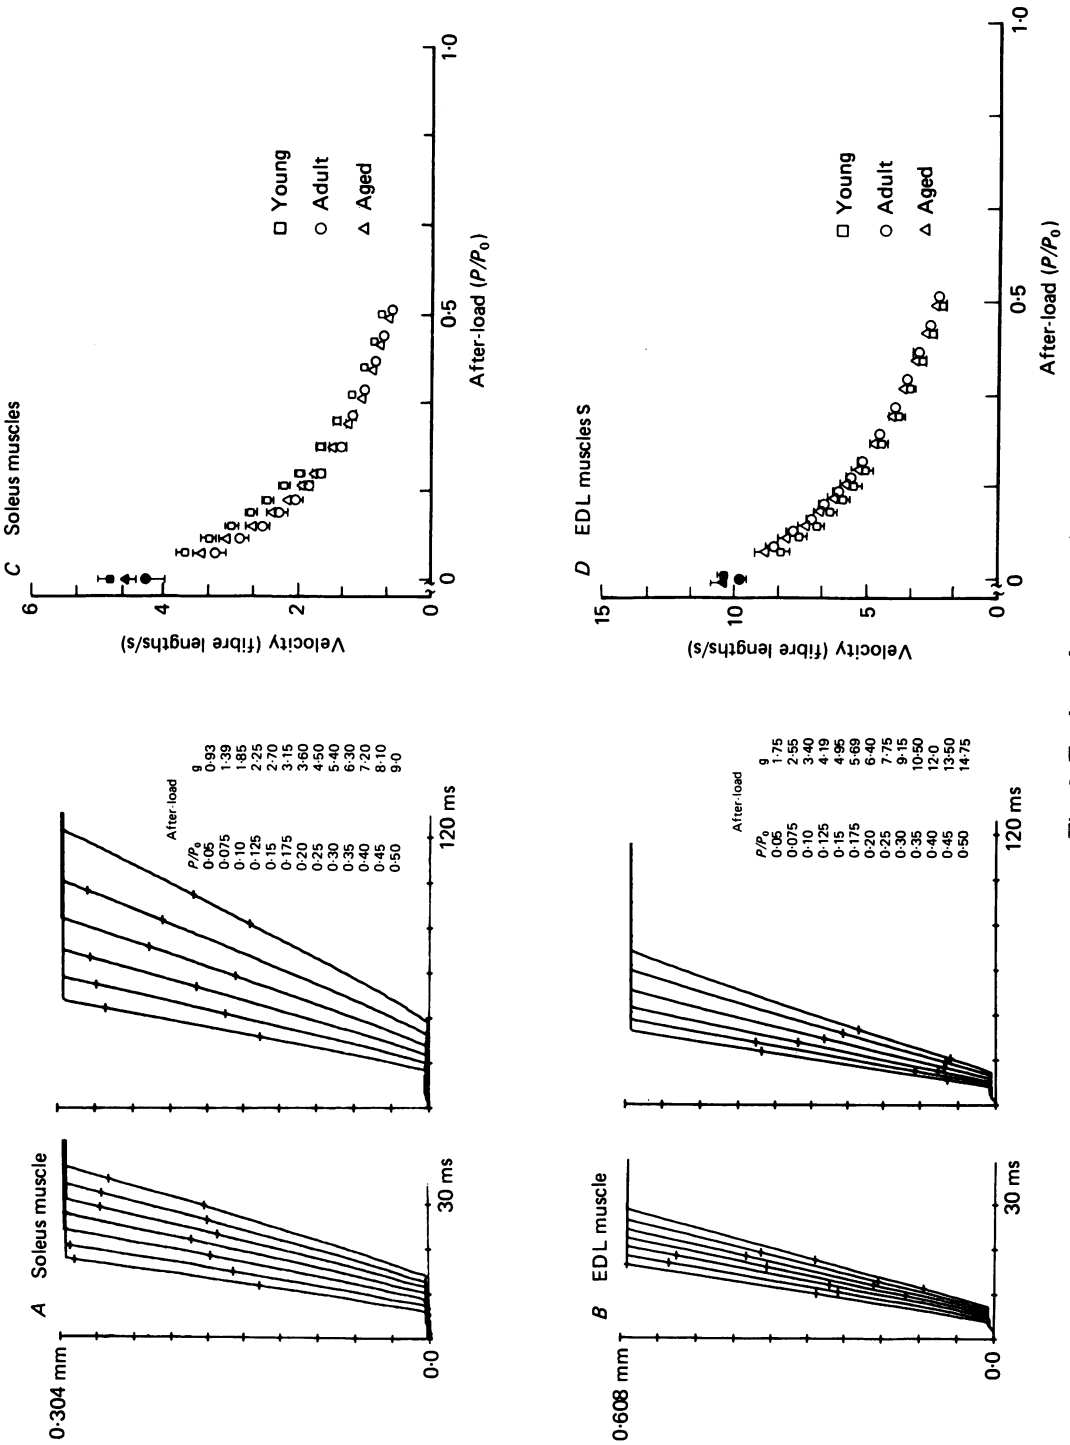 A Soleus muscle
0·304 mm
0·0
30 ms
120 ms
After-load
P/P₀ g
0·05 0·93
0·075 1·39
0·10 1·85
0·125 2·25
0·15 2·70
0·175 3·15
0·20 3·60
0·25 4·50
0·30 5·40
0·35 6·30
0·40 7·20
0·45 8·10
0·50 9·0
C Soleus muscles
6
4
2
0
Velocity (fibre lengths/s)
0
0·5
1·0
After-load (P/P₀)
Young
Adult
Aged
B EDL muscle
0·608 mm
0·0
30 ms
120 ms
After-load
P/P₀ g
0·05 1·75
0·075 2·55
0·10 3·40
0·125 4·19
0·15 4·95
0·175 5·69
0·20 6·40
0·25 7·75
0·30 9·15
0·35 10·50
0·40 12·0
0·45 13·50
0·50 14·75
D EDL muscles S
15
10
5
0
Velocity (fibre lengths/s)
0
0·5
1·0
After-load (P/P₀)
Young
Adult
Aged